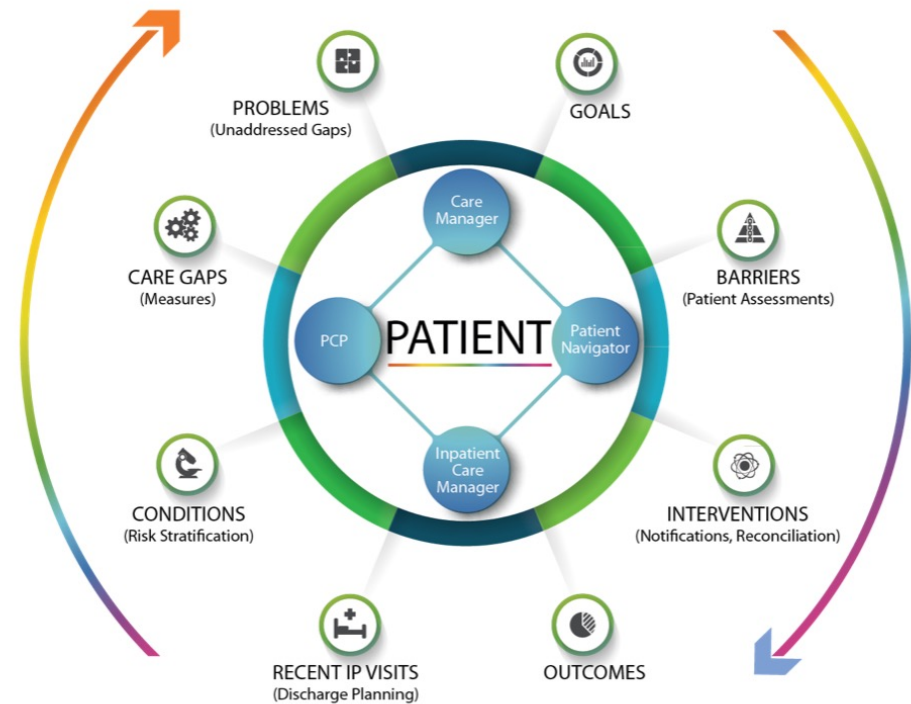 PROBLEMS
(Unaddressed Gaps)
GOALS
Care
Manager
CARE GAPS
(Measures)
BARRIERS
(Patient Assessments)
PCP
PATIENT
Patient
Navigator
Inpatient
Care
Manager
CONDITIONS
(Risk Stratification)
INTERVENTIONS
(Notifications, Reconciliation)
RECENT IP VISITS
(Discharge Planning)
OUTCOMES